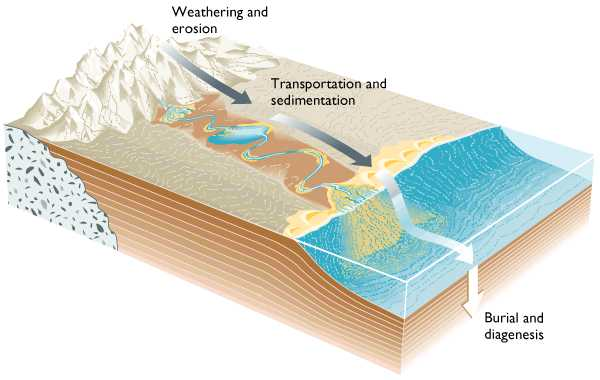 Weathering and
erosion
Transportation and
sedimentation
Burial and
diagenesis